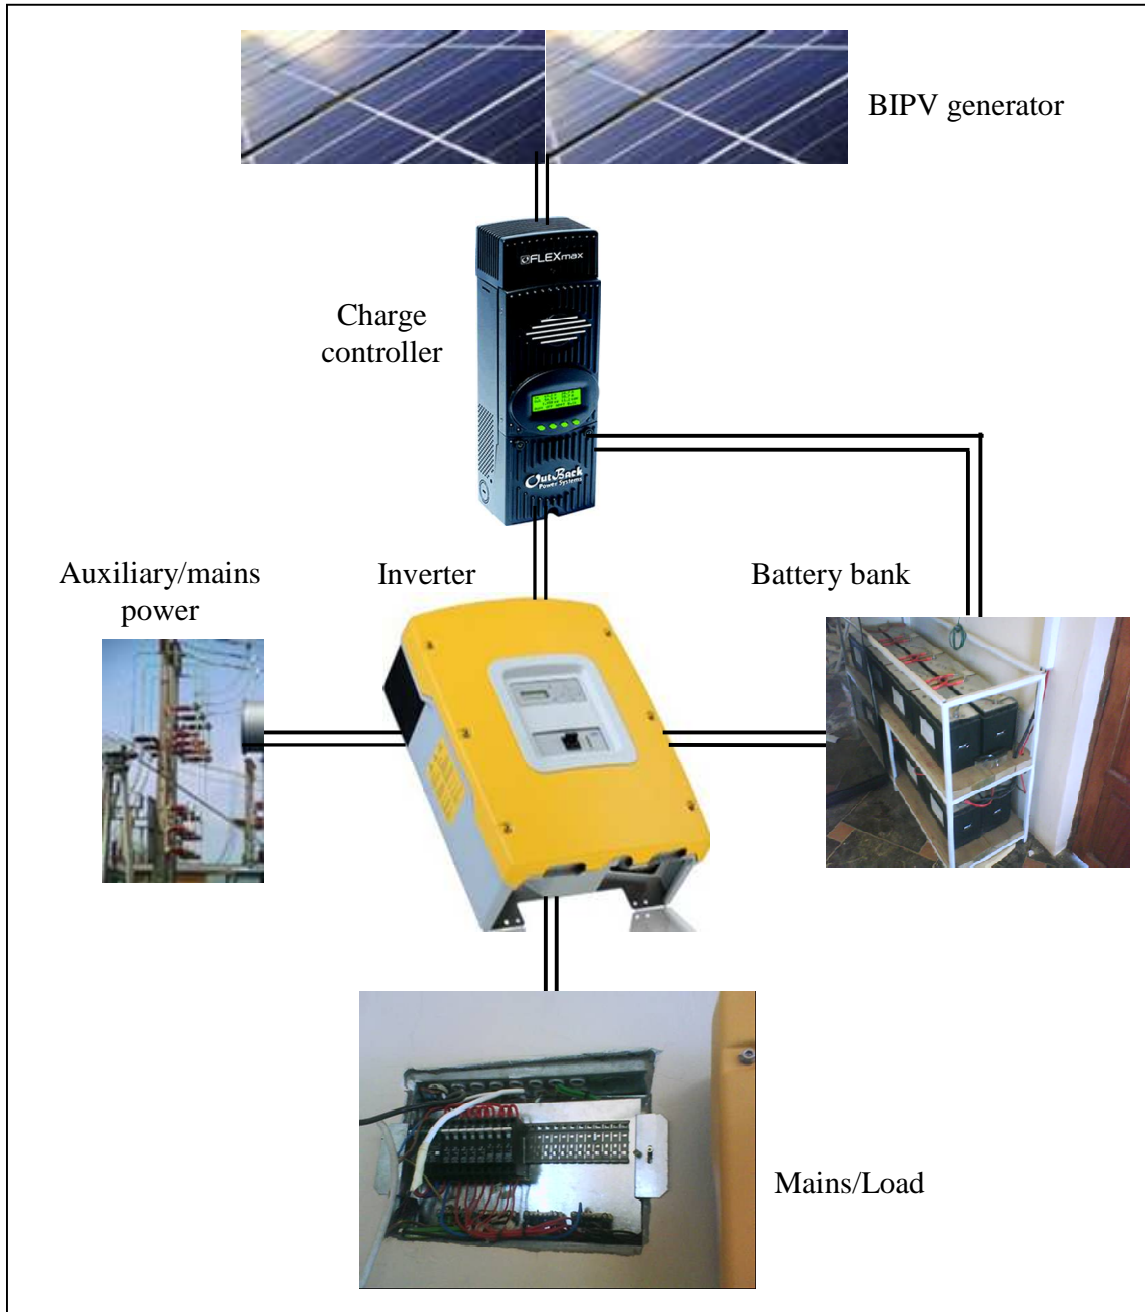 BIPV generator
FLEXmax
Charge
controller
OutBack
Power Systems
Auxiliary/mains
power
Inverter
Battery bank
Mains/Load